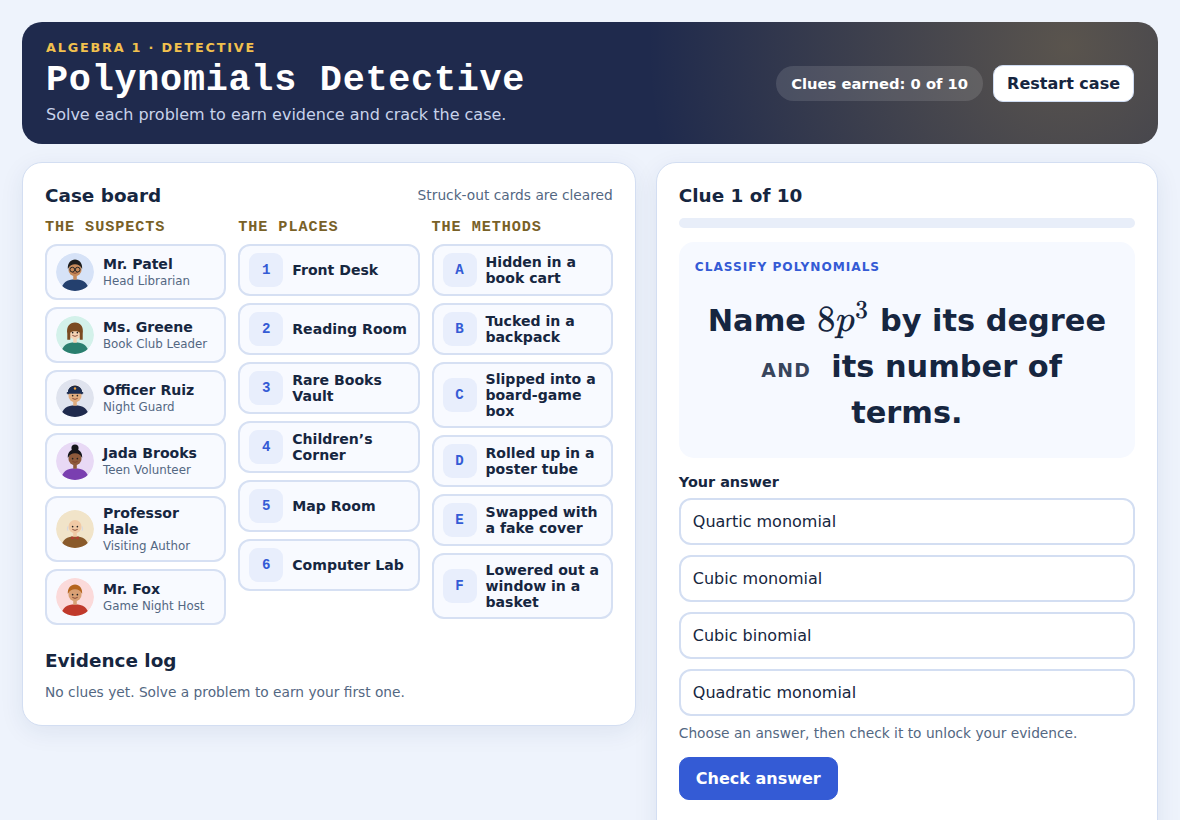 ALGEBRA 1 · DETECTIVE
Polynomials Detective
Solve each problem to earn evidence and crack the case.
Clues earned: 0 of 10
Restart case
Case board
Struck-out cards are cleared
THE SUSPECTS
Mr. Patel
Head Librarian
Ms. Greene
Book Club Leader
Officer Ruiz
Night Guard
Jada Brooks
Teen Volunteer
Professor
Hale
Visiting Author
Mr. Fox
Game Night Host
THE PLACES
1 Front Desk
2 Reading Room
3 Rare Books
Vault
4 Children’s
Corner
5 Map Room
6 Computer Lab
THE METHODS
A Hidden in a
book cart
B Tucked in a
backpack
C Slipped into a
board-game
box
D Rolled up in a
poster tube
E Swapped with
a fake cover
F Lowered out a
window in a
basket
Evidence log
No clues yet. Solve a problem to earn your first one.
Clue 1 of 10
CLASSIFY POLYNOMIALS
Name 8p³ by its degree
AND its number of
terms.
Your answer
Quartic monomial
Cubic monomial
Cubic binomial
Quadratic monomial
Choose an answer, then check it to unlock your evidence.
Check answer